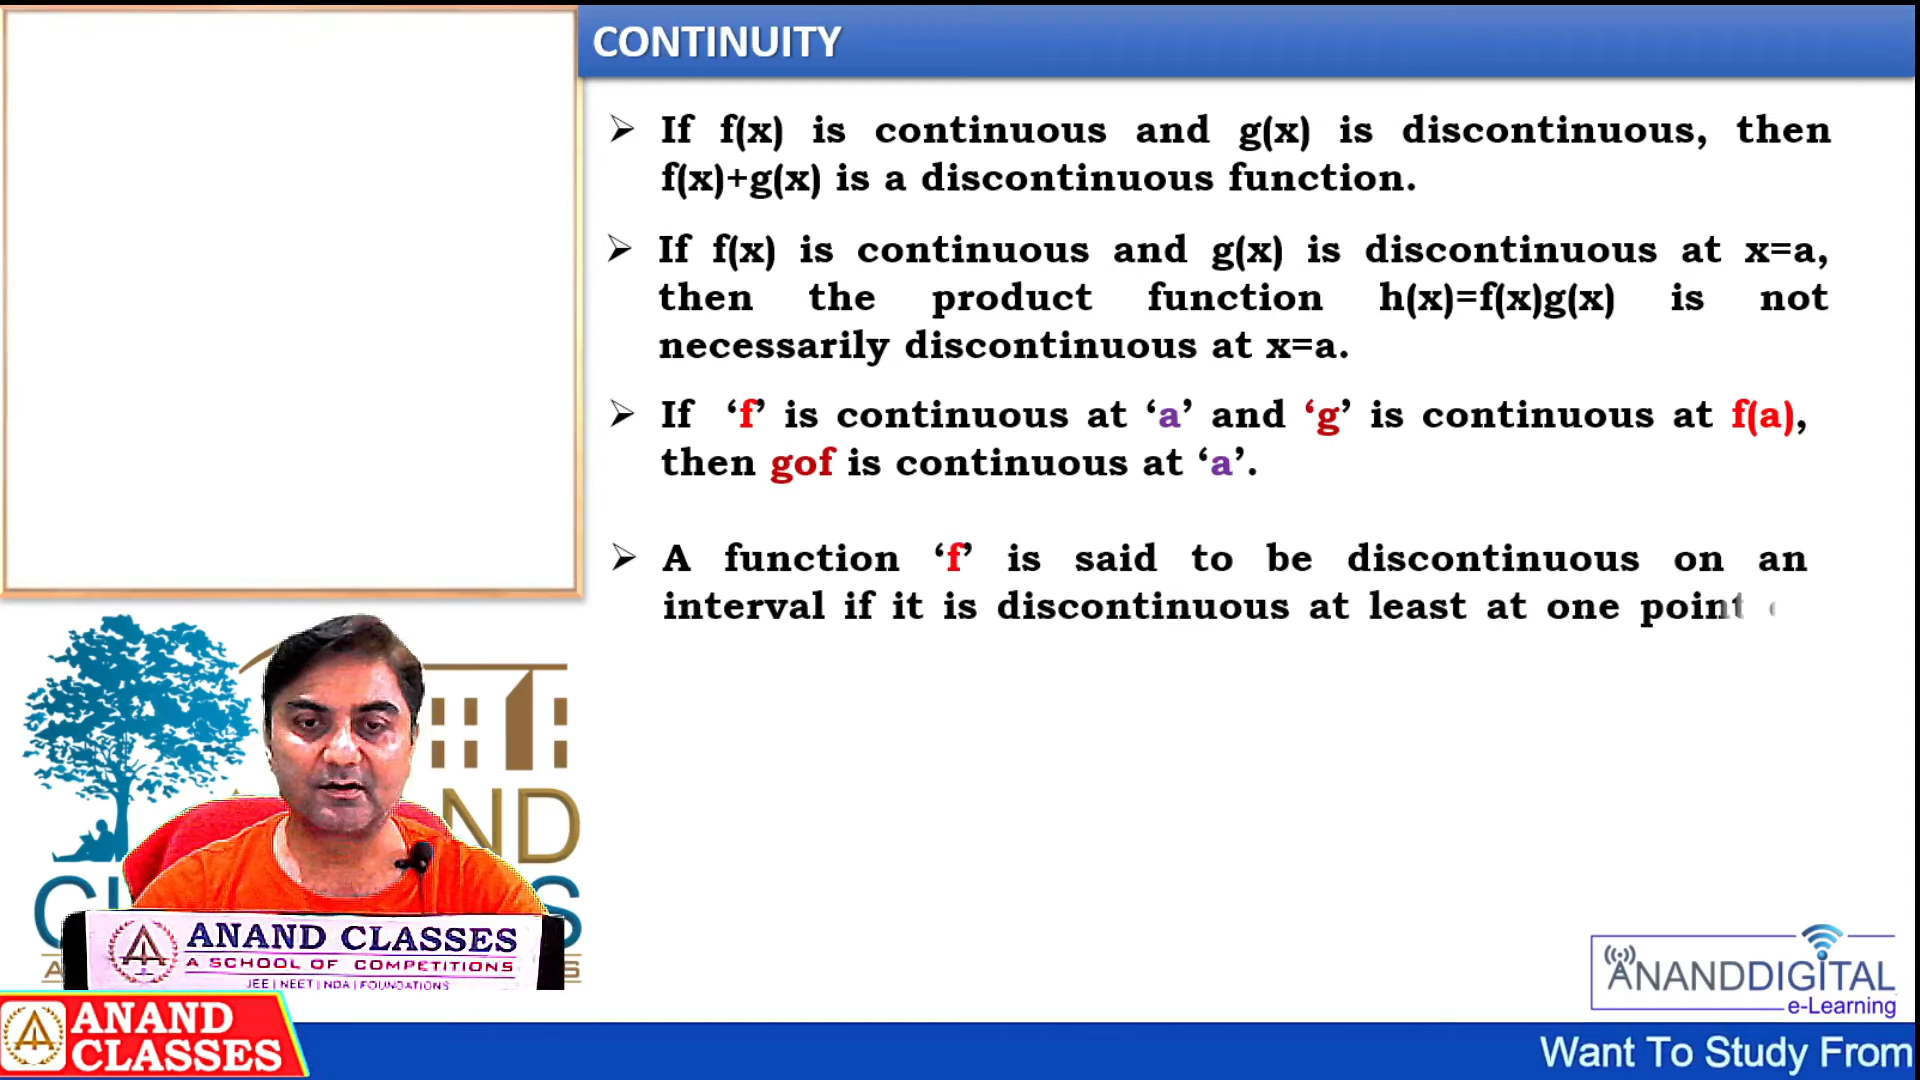 CONTINUITY
➢ If f(x) is continuous and g(x) is discontinuous, then
f(x)+g(x) is a discontinuous function.
➢ If f(x) is continuous and g(x) is discontinuous at x=a,
then the product function h(x)=f(x)g(x) is not
necessarily discontinuous at x=a.
➢ If ‘f’ is continuous at ‘a’ and ‘g’ is continuous at f(a),
then gof is continuous at ‘a’.
➢ A function ‘f’ is said to be discontinuous on an
interval if it is discontinuous at least at one point
ANAND CLASSES
A SCHOOL OF COMPETITIONS
JEE | NEET | NDA | FOUNDATIONS
ANANDDIGITAL
e-Learning
ANAND
CLASSES
Want To Study From